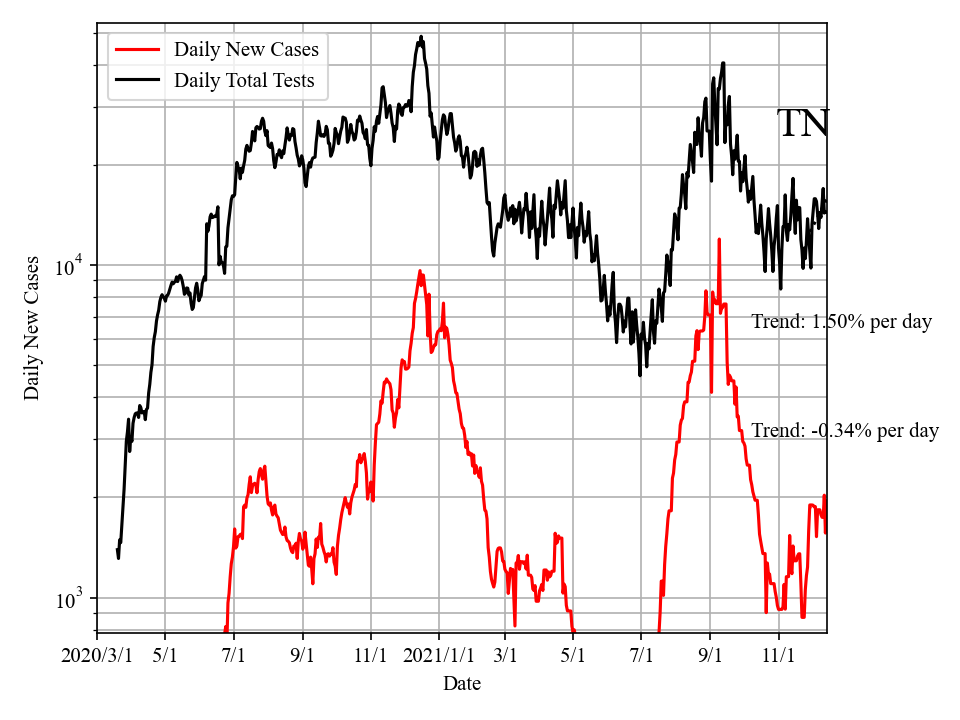 Daily New Cases
Daily Total Tests
TN
Trend: 1.50% per day
Trend: -0.34% per day
Daily New Cases
10^4
10^3
2020/3/1 5/1 7/1 9/1 11/1 2021/1/1 3/1 5/1 7/1 9/1 11/1
Date